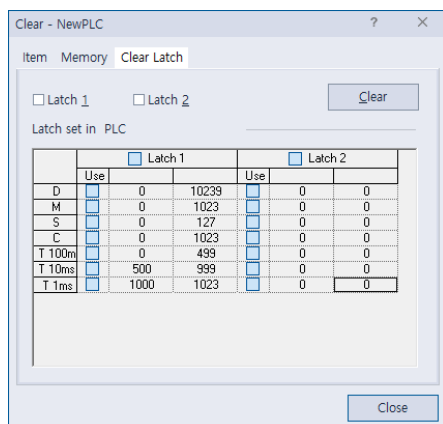 Clear - NewPLC ? ×
Item Memory Clear Latch
Latch 1 Latch 2 Clear
Latch set in PLC
Latch 1 Latch 2
Use Use
D 0 10239 0 0
M 0 1023 0 0
S 0 127 0 0
C 0 1023 0 0
T 100m 0 499 0 0
T 10ms 500 999 0 0
T 1ms 1000 1023 0 0
Close